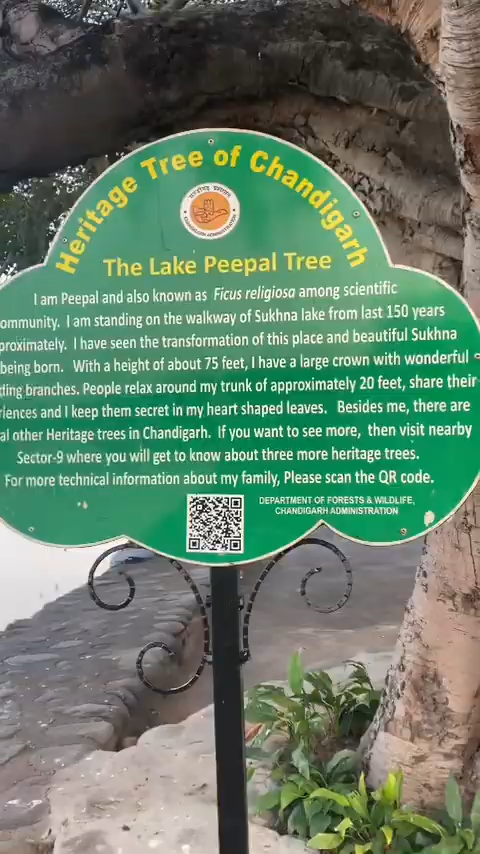 Heritage Tree of Chandigarh
CHANDIGARH ADMINISTRATION
The Lake Peepal Tree
I am Peepal and also known as Ficus religiosa among scientific
ommunity. I am standing on the walkway of Sukhna lake from last 150 years
proximately. I have seen the transformation of this place and beautiful Sukhna
being born. With a height of about 75 feet, I have a large crown with wonderful
ding branches. People relax around my trunk of approximately 20 feet, share their
riences and I keep them secret in my heart shaped leaves. Besides me, there are
al other Heritage trees in Chandigarh. If you want to see more, then visit nearby
Sector-9 where you will get to know about three more heritage trees.
For more technical information about my family, Please scan the QR code.
DEPARTMENT OF FORESTS & WILDLIFE,
CHANDIGARH ADMINISTRATION